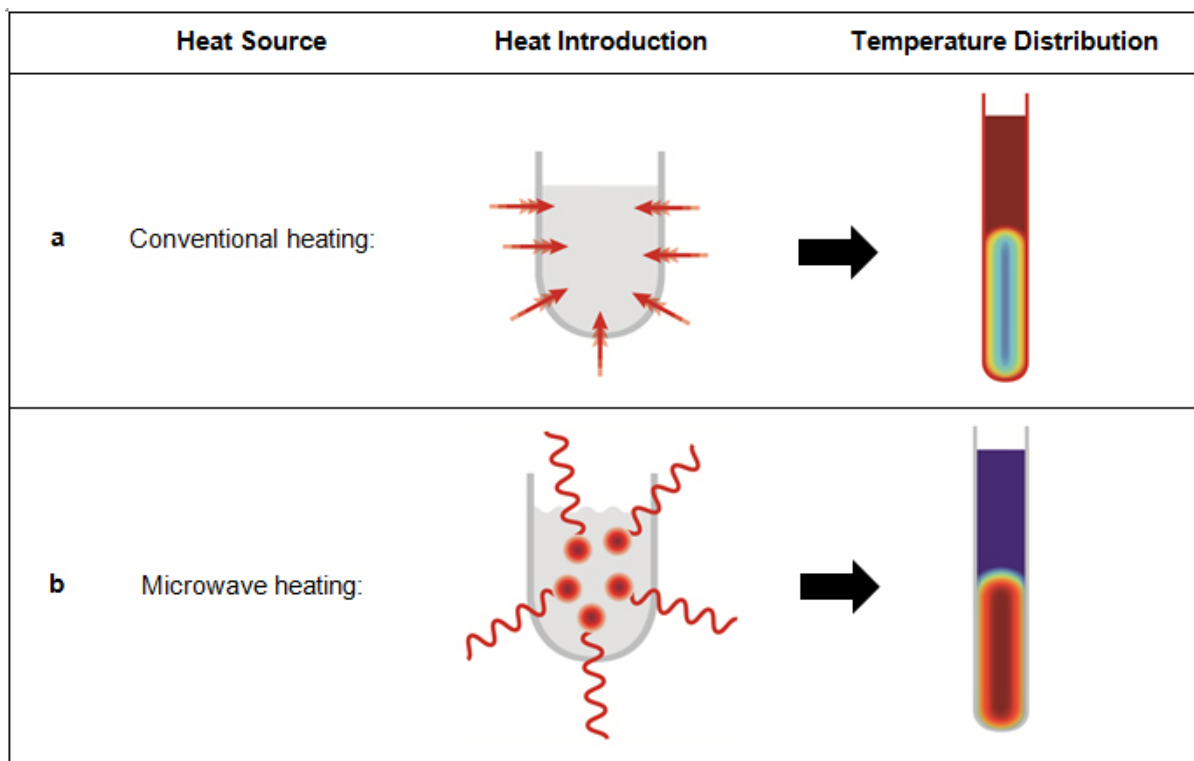 Heat Source Heat Introduction Temperature Distribution
a Conventional heating:
b Microwave heating: